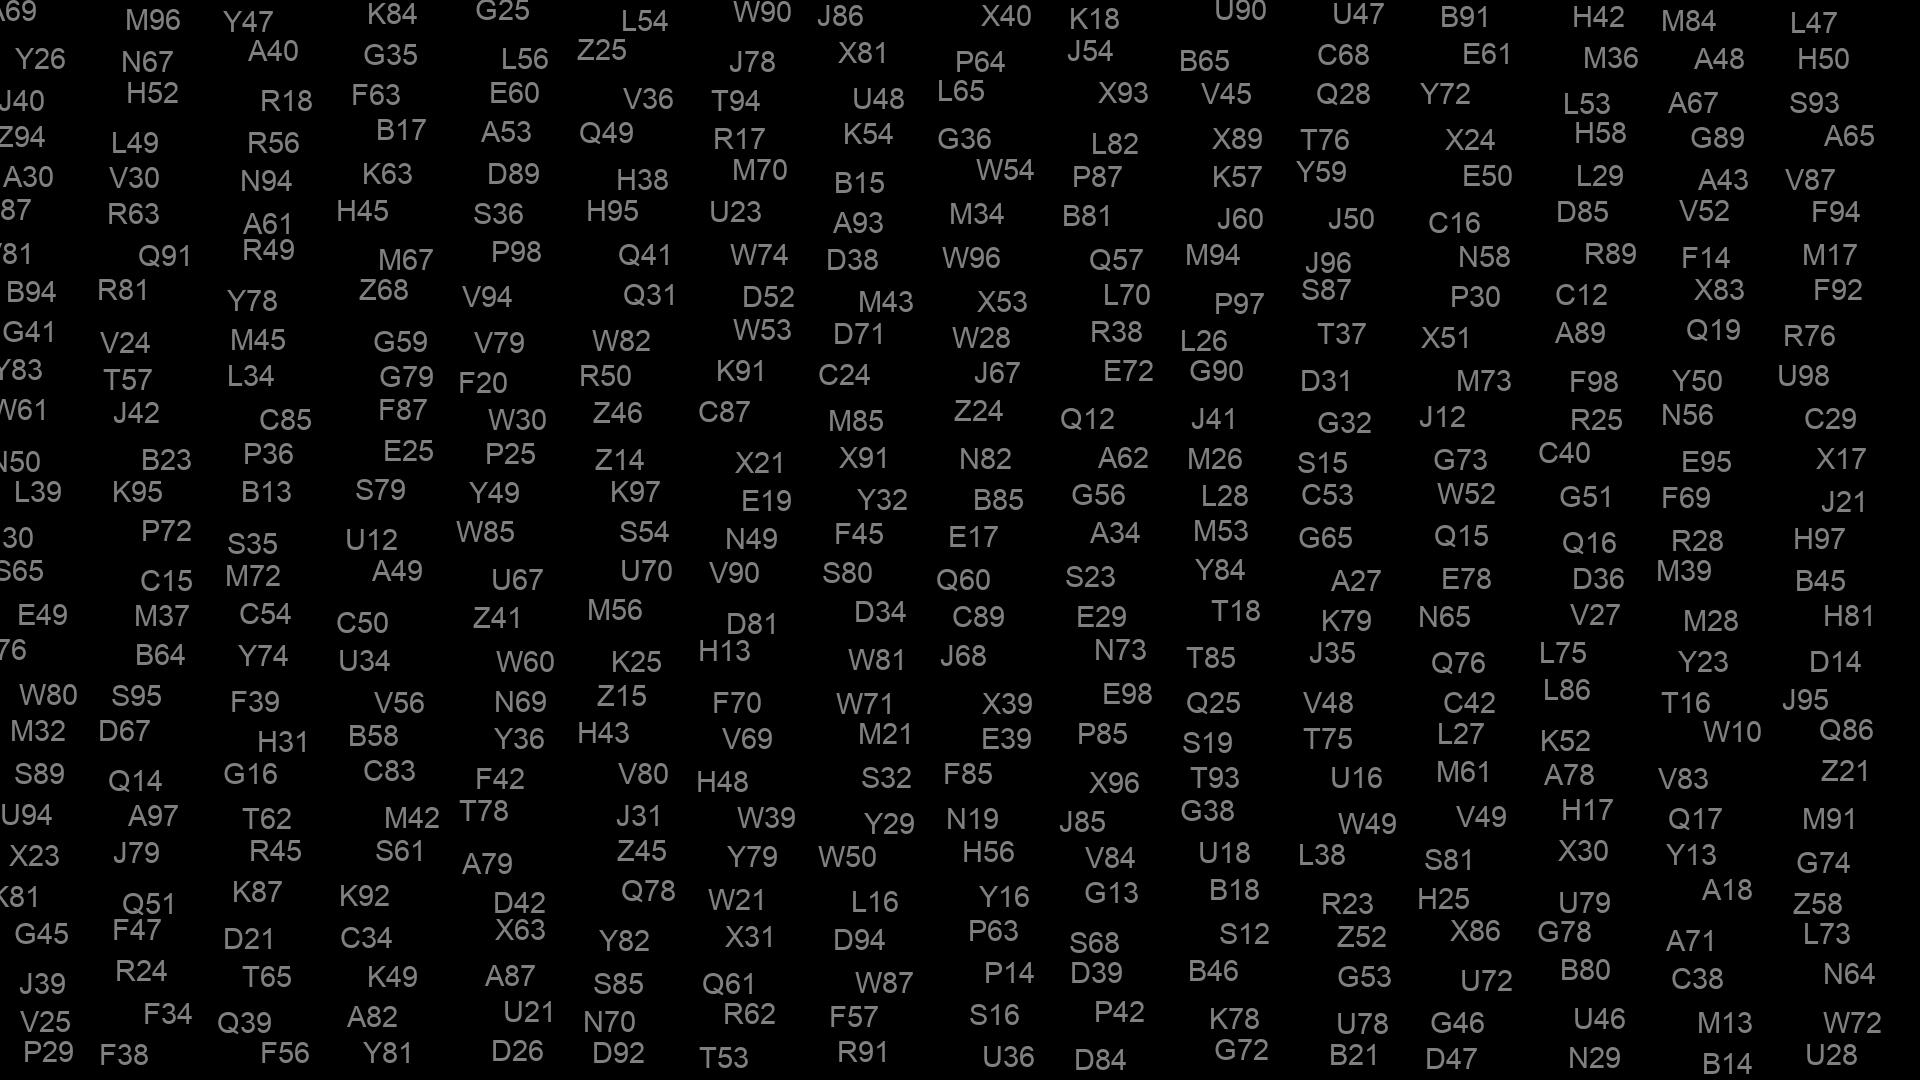 M96 Y47 K84 G25 L54 W90 J86 X40 K18 U90 U47 B91 H42 M84 L47
Y26 N67 A40 G35 L56 Z25 J78 X81 P64 J54 B65 C68 E61 M36 A48 H50
J40 H52 R18 F63 E60 V36 T94 U48 L65 X93 V45 Q28 Y72 L53 A67 S93
Z94 L49 R56 B17 A53 Q49 R17 K54 G36 L82 X89 T76 X24 H58 G89 A65
A30 V30 N94 K63 D89 H38 M70 B15 W54 P87 K57 Y59 E50 L29 A43 V87
87 R63 A61 H45 S36 H95 U23 A93 M34 B81 J60 J50 C16 D85 V52 F94
81 Q91 R49 M67 P98 Q41 W74 D38 W96 Q57 M94 J96 N58 R89 F14 M17
B94 R81 Y78 Z68 V94 Q31 D52 M43 X53 L70 P97 S87 P30 C12 X83 F92
G41 V24 M45 G59 V79 W82 W53 D71 W28 R38 L26 T37 X51 A89 Q19 R76
Y83 T57 L34 G79 F20 R50 K91 C24 J67 E72 G90 D31 M73 F98 Y50 U98
W61 J42 C85 F87 W30 Z46 C87 M85 Z24 Q12 J41 G32 J12 R25 N56 C29
N50 B23 P36 E25 P25 Z14 X21 X91 N82 A62 M26 S15 G73 C40 E95 X17
L39 K95 B13 S79 Y49 K97 E19 Y32 B85 G56 L28 C53 W52 G51 F69 J21
30 P72 S35 U12 W85 S54 N49 F45 E17 A34 M53 G65 Q15 Q16 R28 H97
S65 C15 M72 A49 U67 U70 V90 S80 Q60 S23 Y84 A27 E78 D36 M39 B45
E49 M37 C54 C50 Z41 M56 D81 D34 C89 E29 T18 K79 N65 V27 M28 H81
76 B64 Y74 U34 W60 K25 H13 W81 J68 N73 T85 J35 Q76 L75 Y23 D14
W80 S95 F39 V56 N69 Z15 F70 W71 X39 E98 Q25 V48 C42 L86 T16 J95
M32 D67 H31 B58 Y36 H43 V69 M21 E39 P85 S19 T75 L27 K52 W10 Q86
S89 Q14 G16 C83 F42 V80 H48 S32 F85 X96 T93 U16 M61 A78 V83 Z21
U94 A97 T62 M42 T78 J31 W39 Y29 N19 J85 G38 W49 V49 H17 Q17 M91
X23 J79 R45 S61 A79 Z45 Y79 W50 H56 V84 U18 L38 S81 X30 Y13 G74
K81 Q51 K87 K92 D42 Q78 W21 L16 Y16 G13 B18 R23 H25 U79 A18 Z58
G45 F47 D21 C34 X63 Y82 X31 D94 P63 S68 S12 Z52 X86 G78 A71 L73
J39 R24 T65 K49 A87 S85 Q61 W87 P14 D39 B46 G53 U72 B80 C38 N64
V25 F34 Q39 A82 U21 N70 R62 F57 S16 P42 K78 U78 G46 U46 M13 W72
P29 F38 F56 Y81 D26 D92 T53 R91 U36 D84 G72 B21 D47 N29 B14 U28